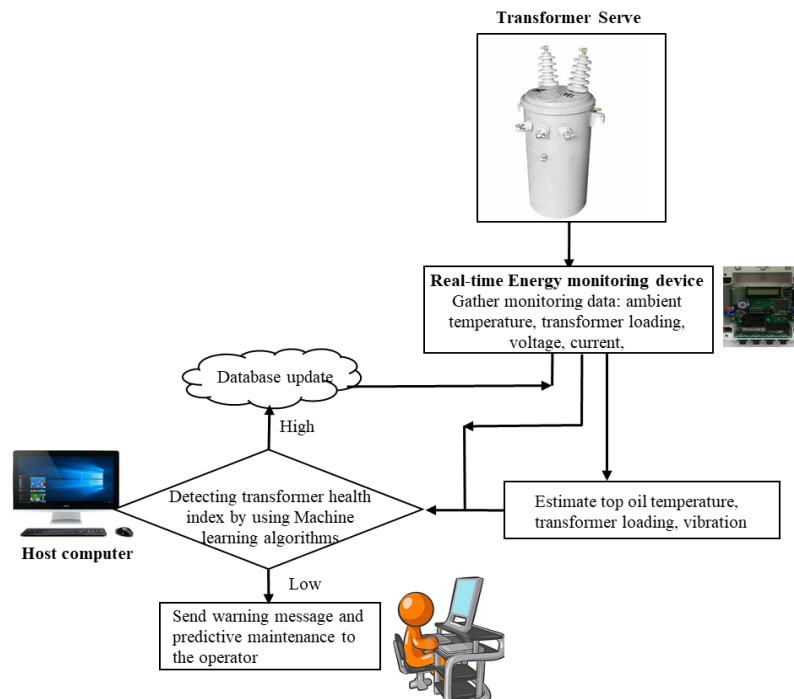 Transformer Serve
Real-time Energy monitoring device
Gather monitoring data: ambient
temperature, transformer loading,
voltage, current,
Database update
High
Detecting transformer health
index by using Machine
learning algorithms
Host computer
Estimate top oil temperature,
transformer loading, vibration
Low
Send warning message and
predictive maintenance to
the operator